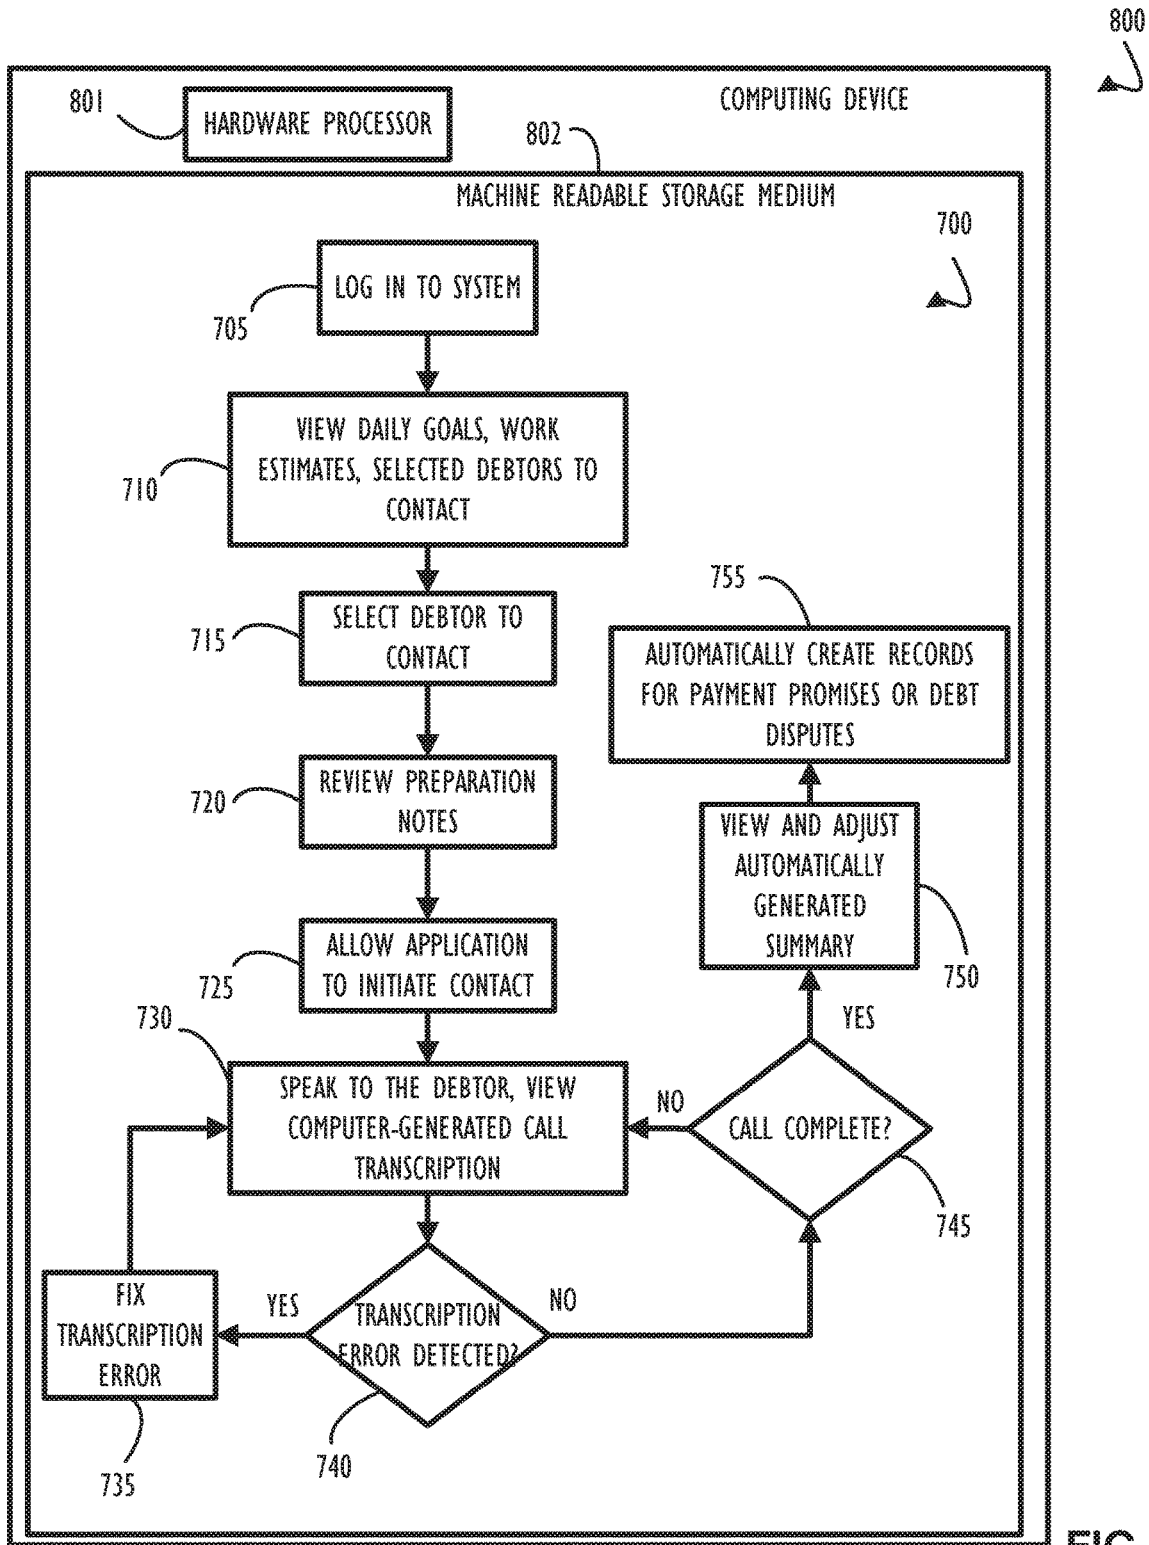 800
801
HARDWARE PROCESSOR
COMPUTING DEVICE
802
MACHINE READABLE STORAGE MEDIUM
700
LOG IN TO SYSTEM
705
VIEW DAILY GOALS, WORK
ESTIMATES, SELECTED DEBTORS TO
CONTACT
710
SELECT DEBTOR TO
CONTACT
715
755
AUTOMATICALLY CREATE RECORDS
FOR PAYMENT PROMISES OR DEBT
DISPUTES
REVIEW PREPARATION
NOTES
720
VIEW AND ADJUST
AUTOMATICALLY
GENERATED
SUMMARY
750
ALLOW APPLICATION
TO INITIATE CONTACT
725
730
YES
SPEAK TO THE DEBTOR, VIEW
COMPUTER-GENERATED CALL
TRANSCRIPTION
NO
CALL COMPLETE?
745
FIX
TRANSCRIPTION
ERROR
YES
TRANSCRIPTION
ERROR DETECTED?
NO
735
740
FIG